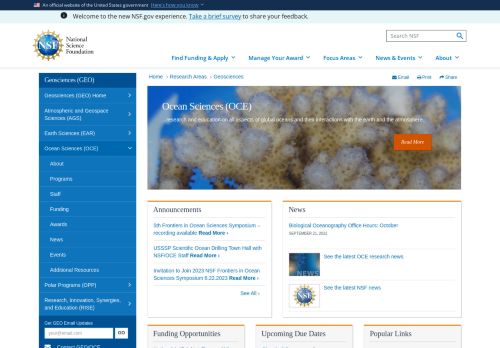 An official website of the United States government Here's how you know
Welcome to the new NSF.gov experience. Take a brief survey to share your feedback.
NSF
National
Science
Foundation
Search NSF
Find Funding & Apply
Manage Your Award
Focus Areas
News & Events
About
Geosciences (GEO)
Geosciences (GEO) Home
Atmospheric and Geospace
Sciences (AGS)
Earth Sciences (EAR)
Ocean Sciences (OCE)
About
Programs
Staff
Funding
Awards
News
Events
Additional Resources
Polar Programs (OPP)
Research, Innovation, Synergies,
and Education (RISE)
Get GEO Email Updates
your@email.com
GO
Contact GEO/OCE
Home
Research Areas
Geosciences
Email
Print
Share
Ocean Sciences (OCE)
...research and education on all aspects of global oceans and their interactions with the earth and the atmosphere.
Read More
Announcements
5th Frontiers in Ocean Sciences Symposium –
recording available Read More ›
USSSP Scientific Ocean Drilling Town Hall with
NSF/OCE Staff Read More ›
Invitation to Join 2023 NSF Frontiers in Ocean
Sciences Symposium 6.22.2023 Read More ›
See All ›
News
Biological Oceanography Office Hours: October
SEPTEMBER 21, 2022
NEWS
See the latest OCE research news
NSF
See the latest NSF news
Funding Opportunities
Upcoming Due Dates
Popular Links